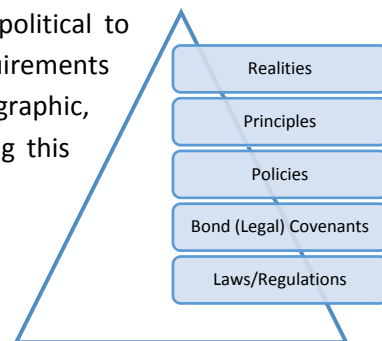 political to
uirements
graphic,
g this
Realities
Principles
Policies
Bond (Legal) Covenants
Laws/Regulations